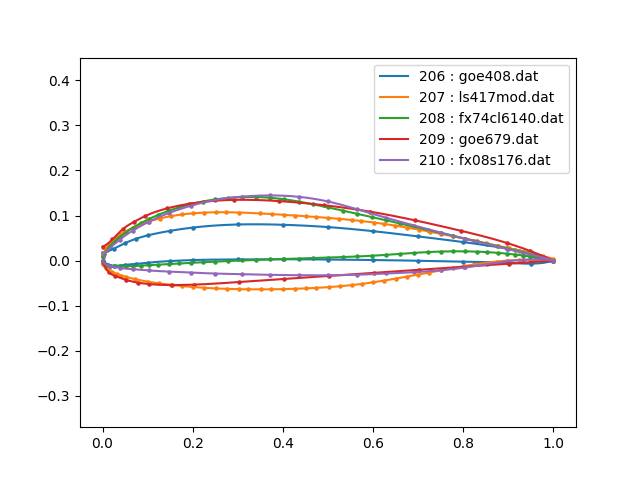 206 : goe408.dat
207 : ls417mod.dat
208 : fx74cl6140.dat
209 : goe679.dat
210 : fx08s176.dat
0.4
0.3
0.2
0.1
0.0
−0.1
−0.2
−0.3
0.0 0.2 0.4 0.6 0.8 1.0